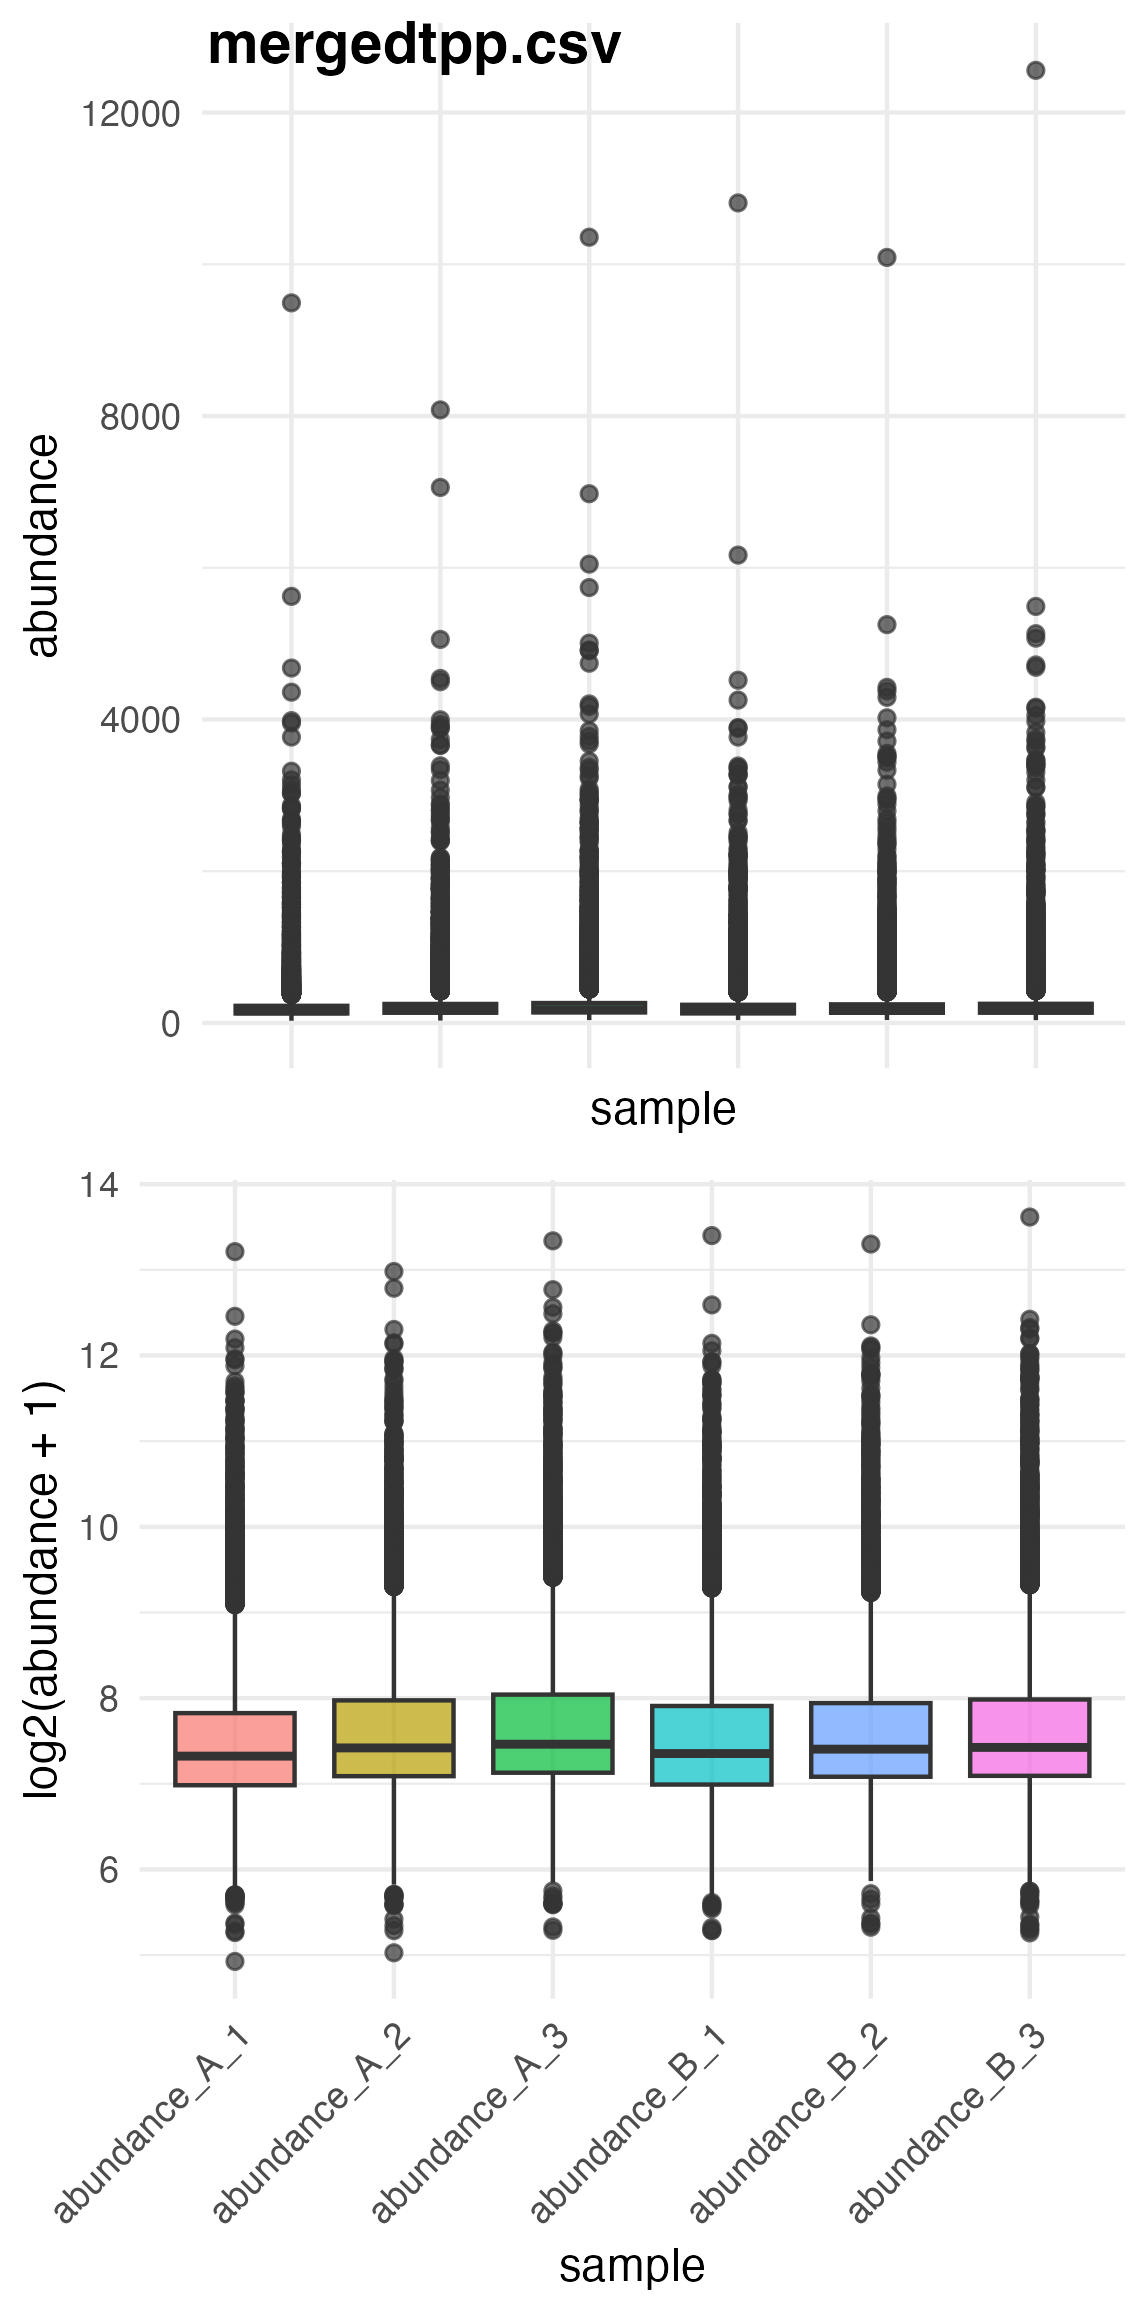 mergedtpp.csv
12000
8000
4000
0
abundance
sample
14
12
10
8
6
log2(abundance + 1)
abundance_A_1
abundance_A_2
abundance_A_3
abundance_B_1
abundance_B_2
abundance_B_3
sample